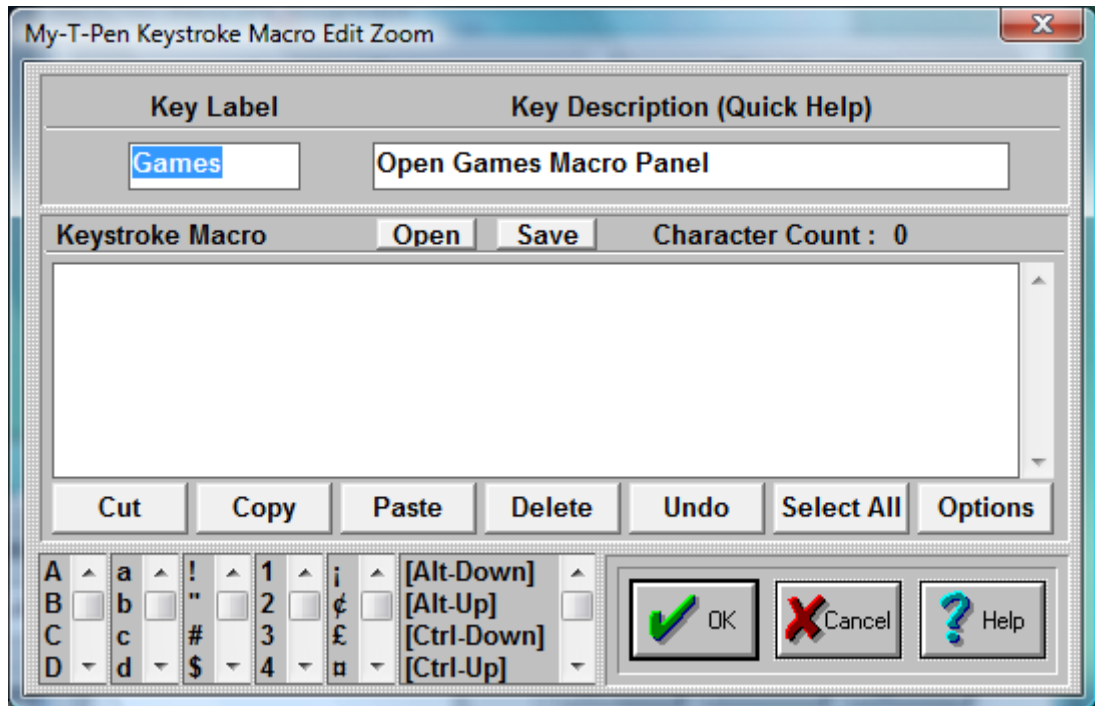 My-T-Pen Keystroke Macro Edit Zoom
Key Label Key Description (Quick Help)
Games Open Games Macro Panel
Keystroke Macro Open Save Character Count : 0
Cut Copy Paste Delete Undo Select All Options
A a ! 1 ¡ [Alt-Down]
B b " 2 ¢ [Alt-Up]
C c # 3 £ [Ctrl-Down]
D d $ 4 ¤ [Ctrl-Up]
OK Cancel ? Help